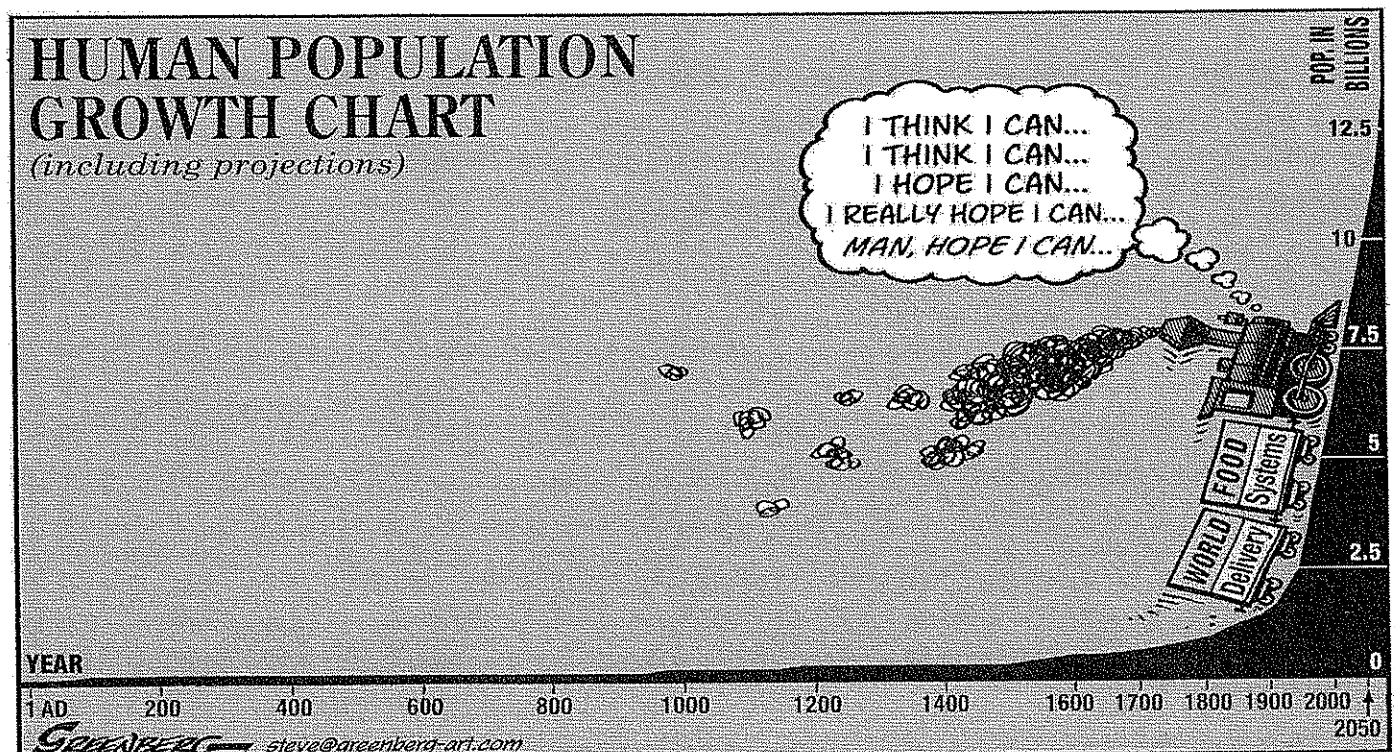 HUMAN POPULATION
GROWTH CHART
(including projections)
POP. IN
BILLIONS
I THINK I CAN...
I THINK I CAN...
I HOPE I CAN...
I REALLY HOPE I CAN...
MAN, HOPE I CAN...
12.5
10
7.5
5
2.5
0
WORLD FOOD
Delivery Systems
YEAR
1 AD 200 400 600 800 1000 1200 1400 1600 1700 1800 1900 2000
2050
GREENBERG steve@greenberg-art.com